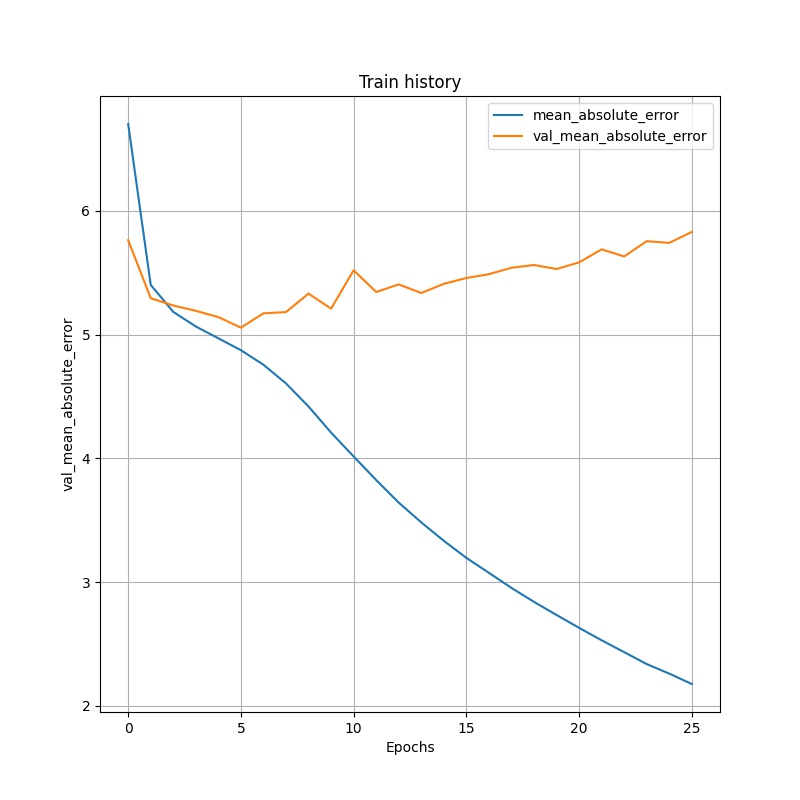 Train history
mean_absolute_error
val_mean_absolute_error
val_mean_absolute_error
6
5
4
3
2
0 5 10 15 20 25
Epochs